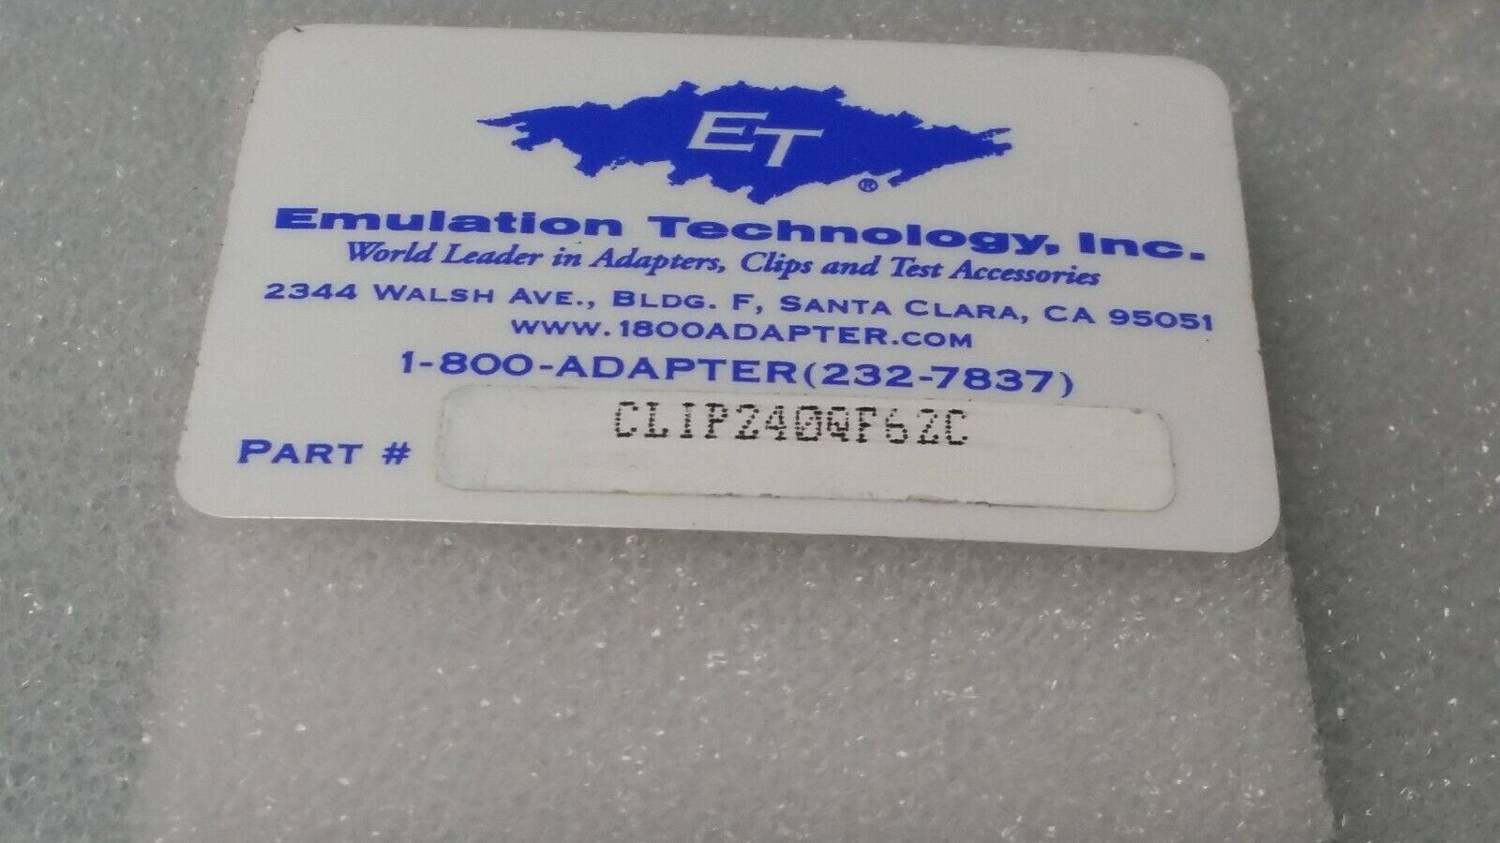 ET
®
Emulation Technology, Inc.
World Leader in Adapters, Clips and Test Accessories
2344 WALSH AVE., BLDG. F, SANTA CLARA, CA 95051
WWW.1800ADAPTER.COM
1-800-ADAPTER(232-7837)
PART # CLIP240QF62C